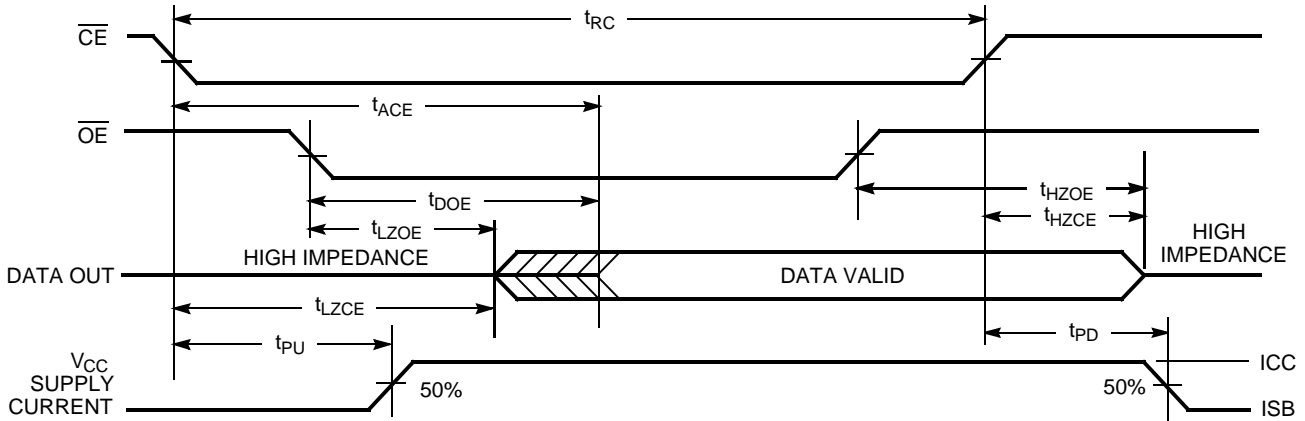 tRC
CE
tACE
OE
tDOE
tHZOE
tLZOE
tHZCE
HIGH IMPEDANCE
HIGH
IMPEDANCE
DATA OUT
DATA VALID
tLZCE
tPU
tPD
VCC
SUPPLY
CURRENT
50%
50%
ICC
ISB